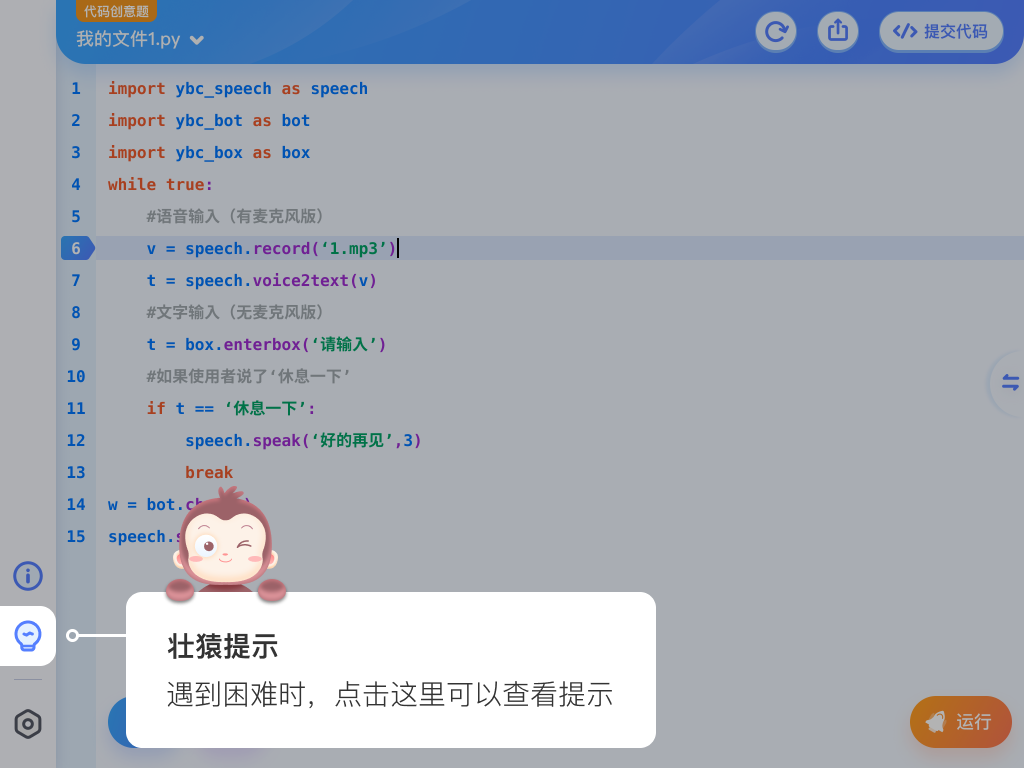 代码创意题
我的文件1.py
</> 提交代码
1 import ybc_speech as speech
2 import ybc_bot as bot
3 import ybc_box as box
4 while true:
5 #语音输入（有麦克风版）
6 v = speech.record(‘1.mp3’)
7 t = speech.voice2text(v)
8 #文字输入（无麦克风版）
9 t = box.enterbox(‘请输入’)
10 #如果使用者说了‘休息一下’
11 if t == ‘休息一下’:
12 speech.speak(‘好的再见’,3)
13 break
14 w = bot.
15 speech.
壮猿提示
遇到困难时，点击这里可以查看提示
运行